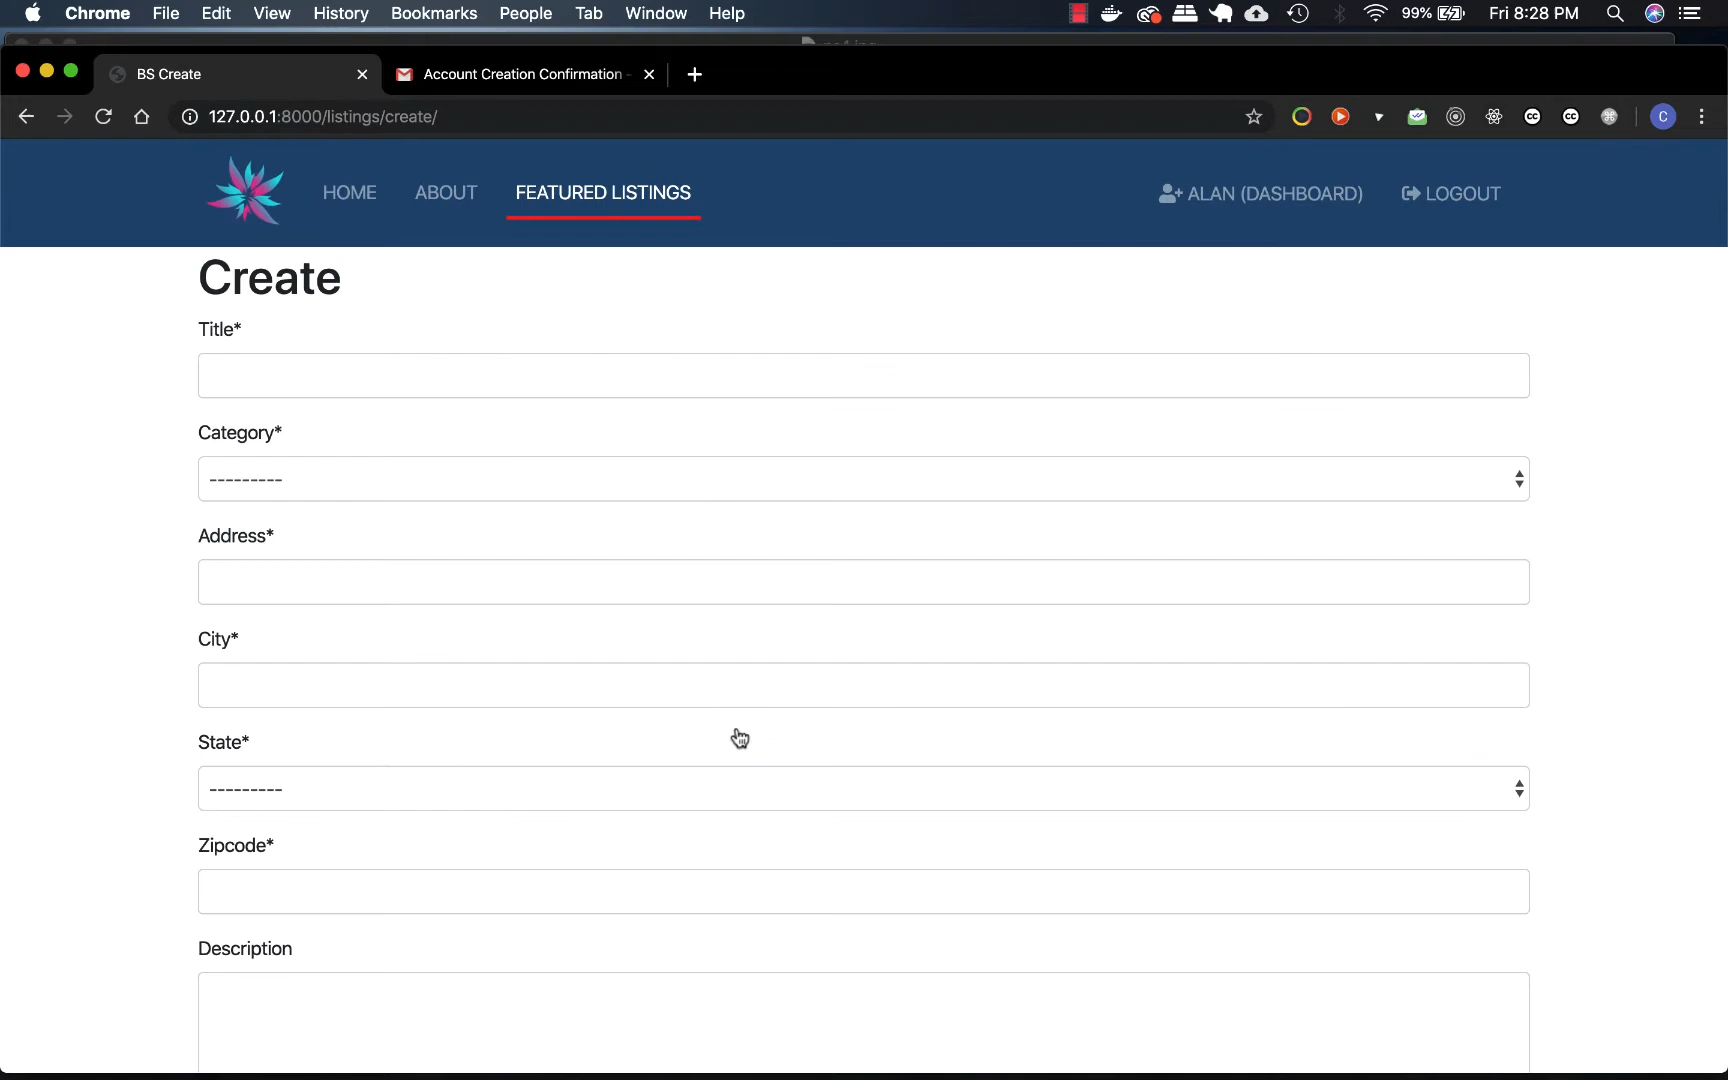 Chrome File Edit View History Bookmarks People Tab Window Help 99% Fri 8:28 PM
BS Create Account Creation Confirmation -
127.0.0.1:8000/listings/create/ CC CC C
HOME ABOUT FEATURED LISTINGS ALAN (DASHBOARD) LOGOUT
Create
Title*
Category*
---------
Address*
City*
State*
---------
Zipcode*
Description